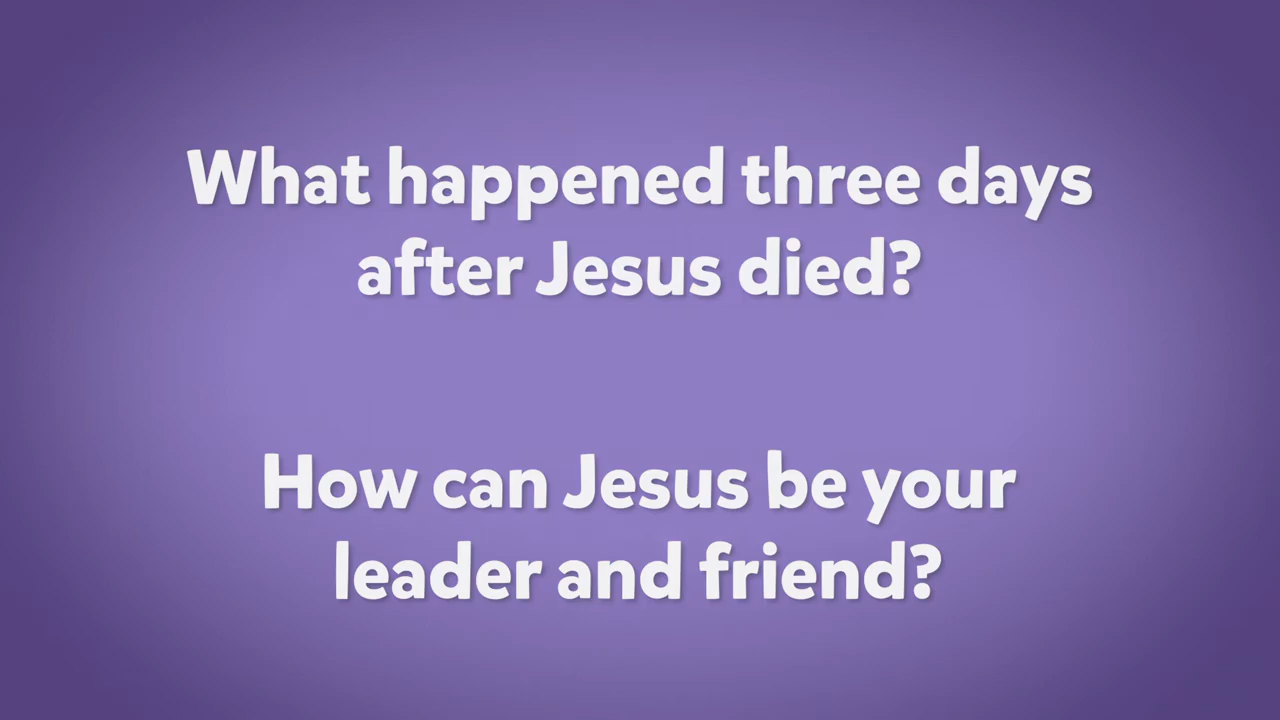 What happened three days
after Jesus died?
How can Jesus be your
leader and friend?